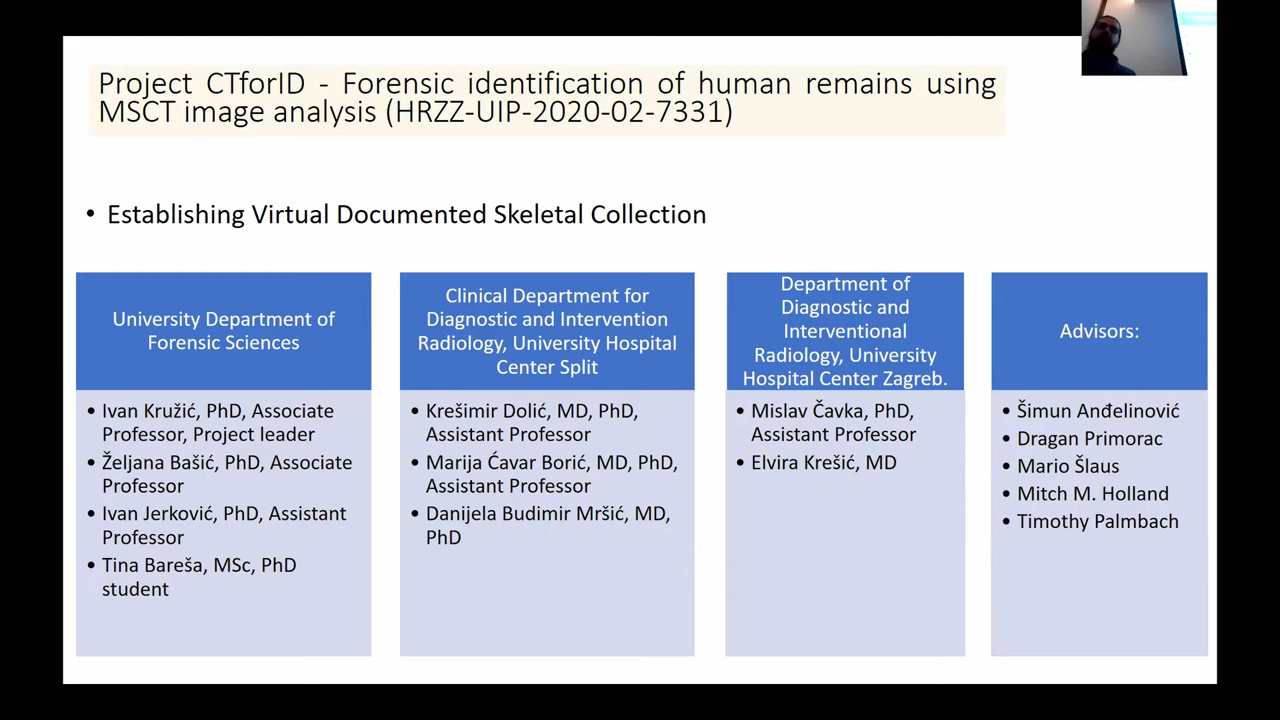 Project CTforID - Forensic identification of human remains using
MSCT image analysis (HRZZ-UIP-2020-02-7331)
• Establishing Virtual Documented Skeletal Collection
University Department of
Forensic Sciences
• Ivan Kružić, PhD, Associate
Professor, Project leader
• Željana Bašić, PhD, Associate
Professor
• Ivan Jerković, PhD, Assistant
Professor
• Tina Bareša, MSc, PhD
student
Clinical Department for
Diagnostic and Intervention
Radiology, University Hospital
Center Split
• Krešimir Dolić, MD, PhD,
Assistant Professor
• Marija Ćavar Borić, MD, PhD,
Assistant Professor
• Danijela Budimir Mršić, MD,
PhD
Department of
Diagnostic and
Interventional
Radiology, University
Hospital Center Zagreb.
• Mislav Čavka, PhD,
Assistant Professor
• Elvira Krešić, MD
Advisors:
• Šimun Anđelinović
• Dragan Primorac
• Mario Šlaus
• Mitch M. Holland
• Timothy Palmbach